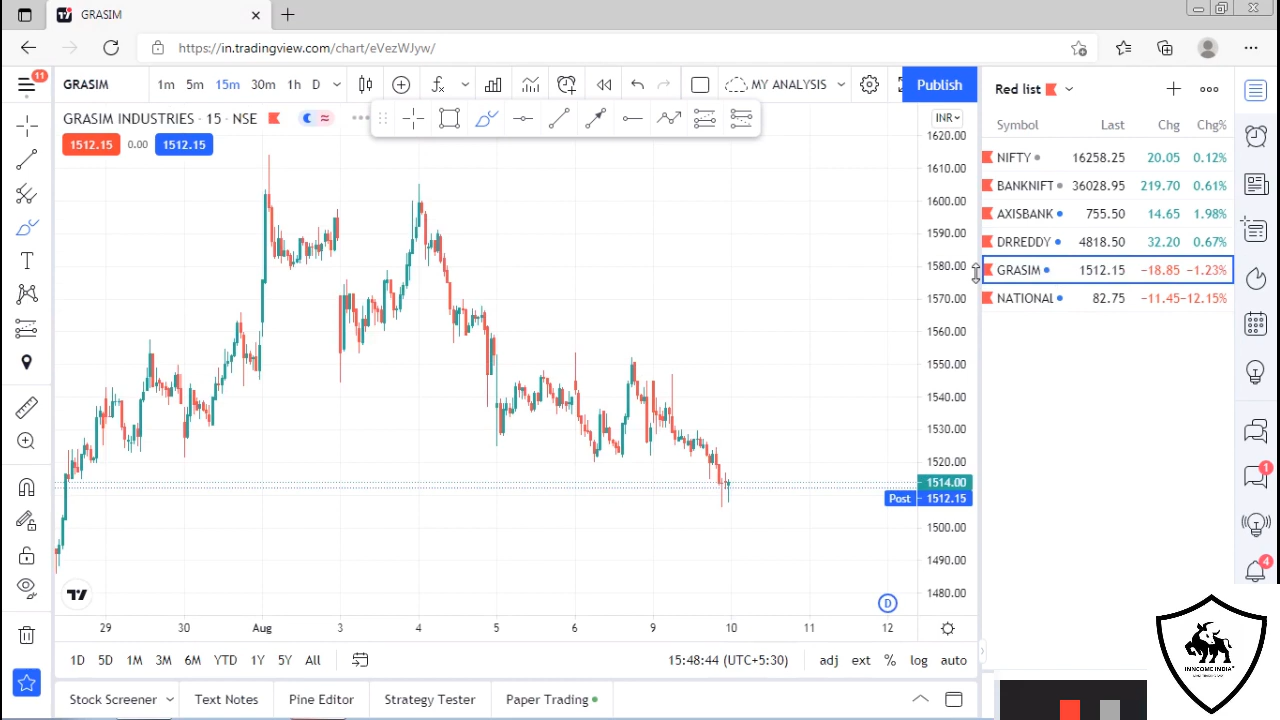 GRASIM
https://in.tradingview.com/chart/eVezWJyw/
11
GRASIM
1m 5m 15m 30m 1h D
MY ANALYSIS
Publish
GRASIM INDUSTRIES · 15 · NSE
1512.15 0.00 1512.15
INR
1620.00
1610.00
1600.00
1590.00
1580.00
1570.00
1560.00
1550.00
1540.00
1530.00
1520.00
1514.00
Post 1512.15
1500.00
1490.00
1480.00
D
29 30 Aug 3 4 5 6 9 10 11 12
1D 5D 1M 3M 6M YTD 1Y 5Y All
15:48:44 (UTC+5:30) adj ext % log auto
Stock Screener Text Notes Pine Editor Strategy Tester Paper Trading
Red list
Symbol Last Chg Chg%
NIFTY 16258.25 20.05 0.12%
BANKNIFT 36028.95 219.70 0.61%
AXISBANK 755.50 14.65 1.98%
DRREDDY 4818.50 32.20 0.67%
GRASIM 1512.15 −18.85 −1.23%
NATIONAL 82.75 −11.45 −12.15%
1
4
INNCOME INDIA